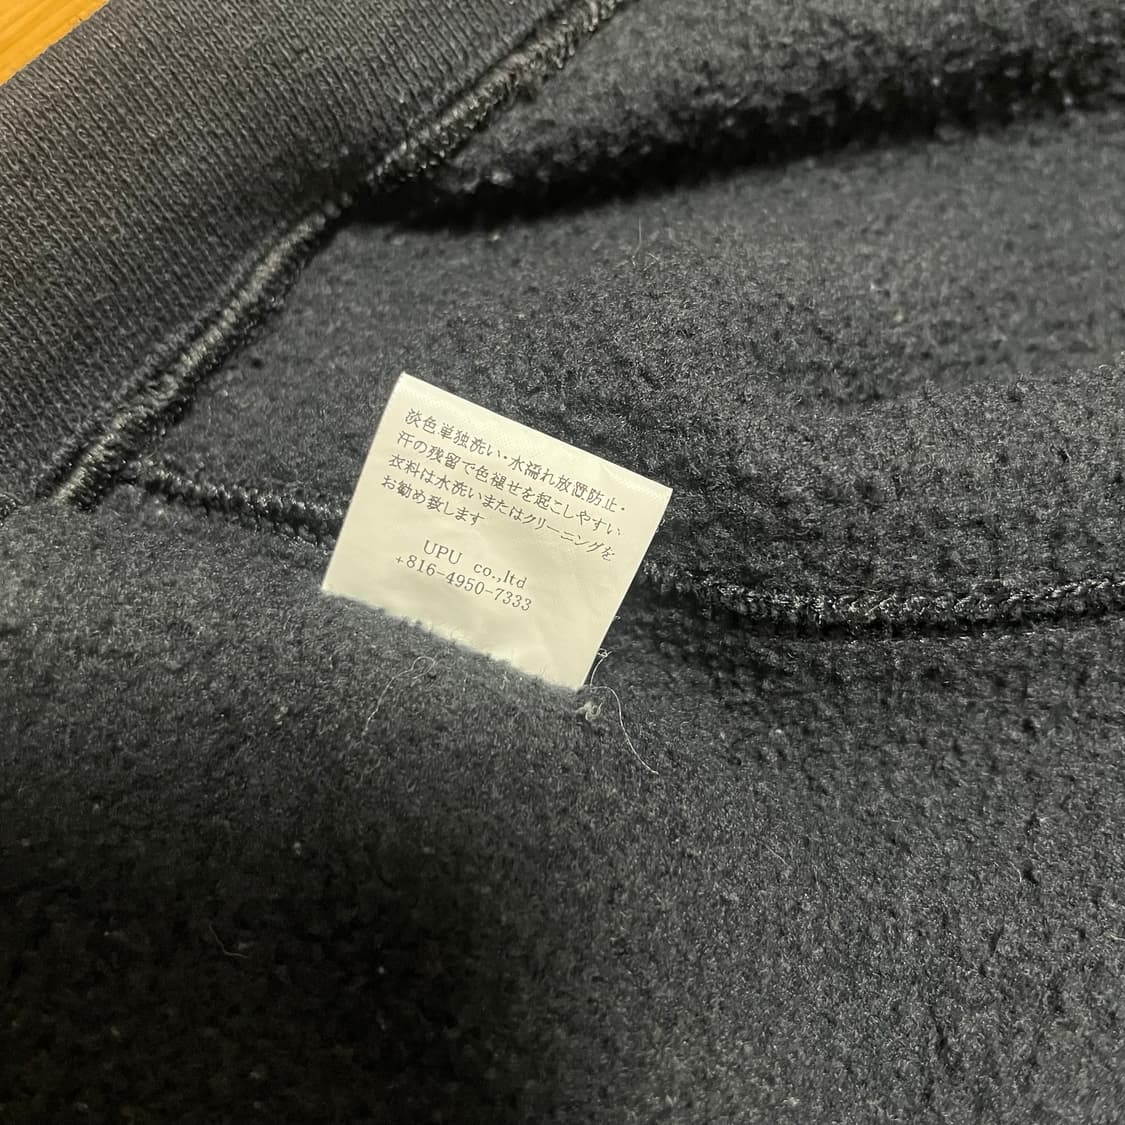 淡色単独洗い・水濡れ放置防止・
汗の残留で色褪せを起こしやすい
衣料は水洗いまたはクリーニングを
お勧め致します
UPU co.,ltd
+816-4950-7333